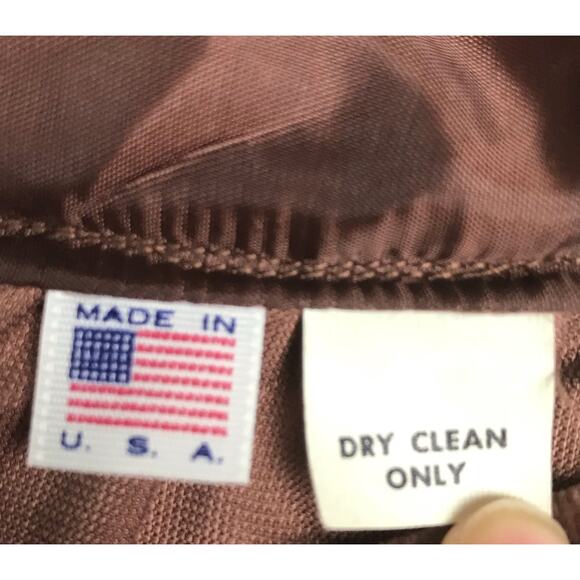 MADE IN
U. S. A.
DRY CLEAN
ONLY